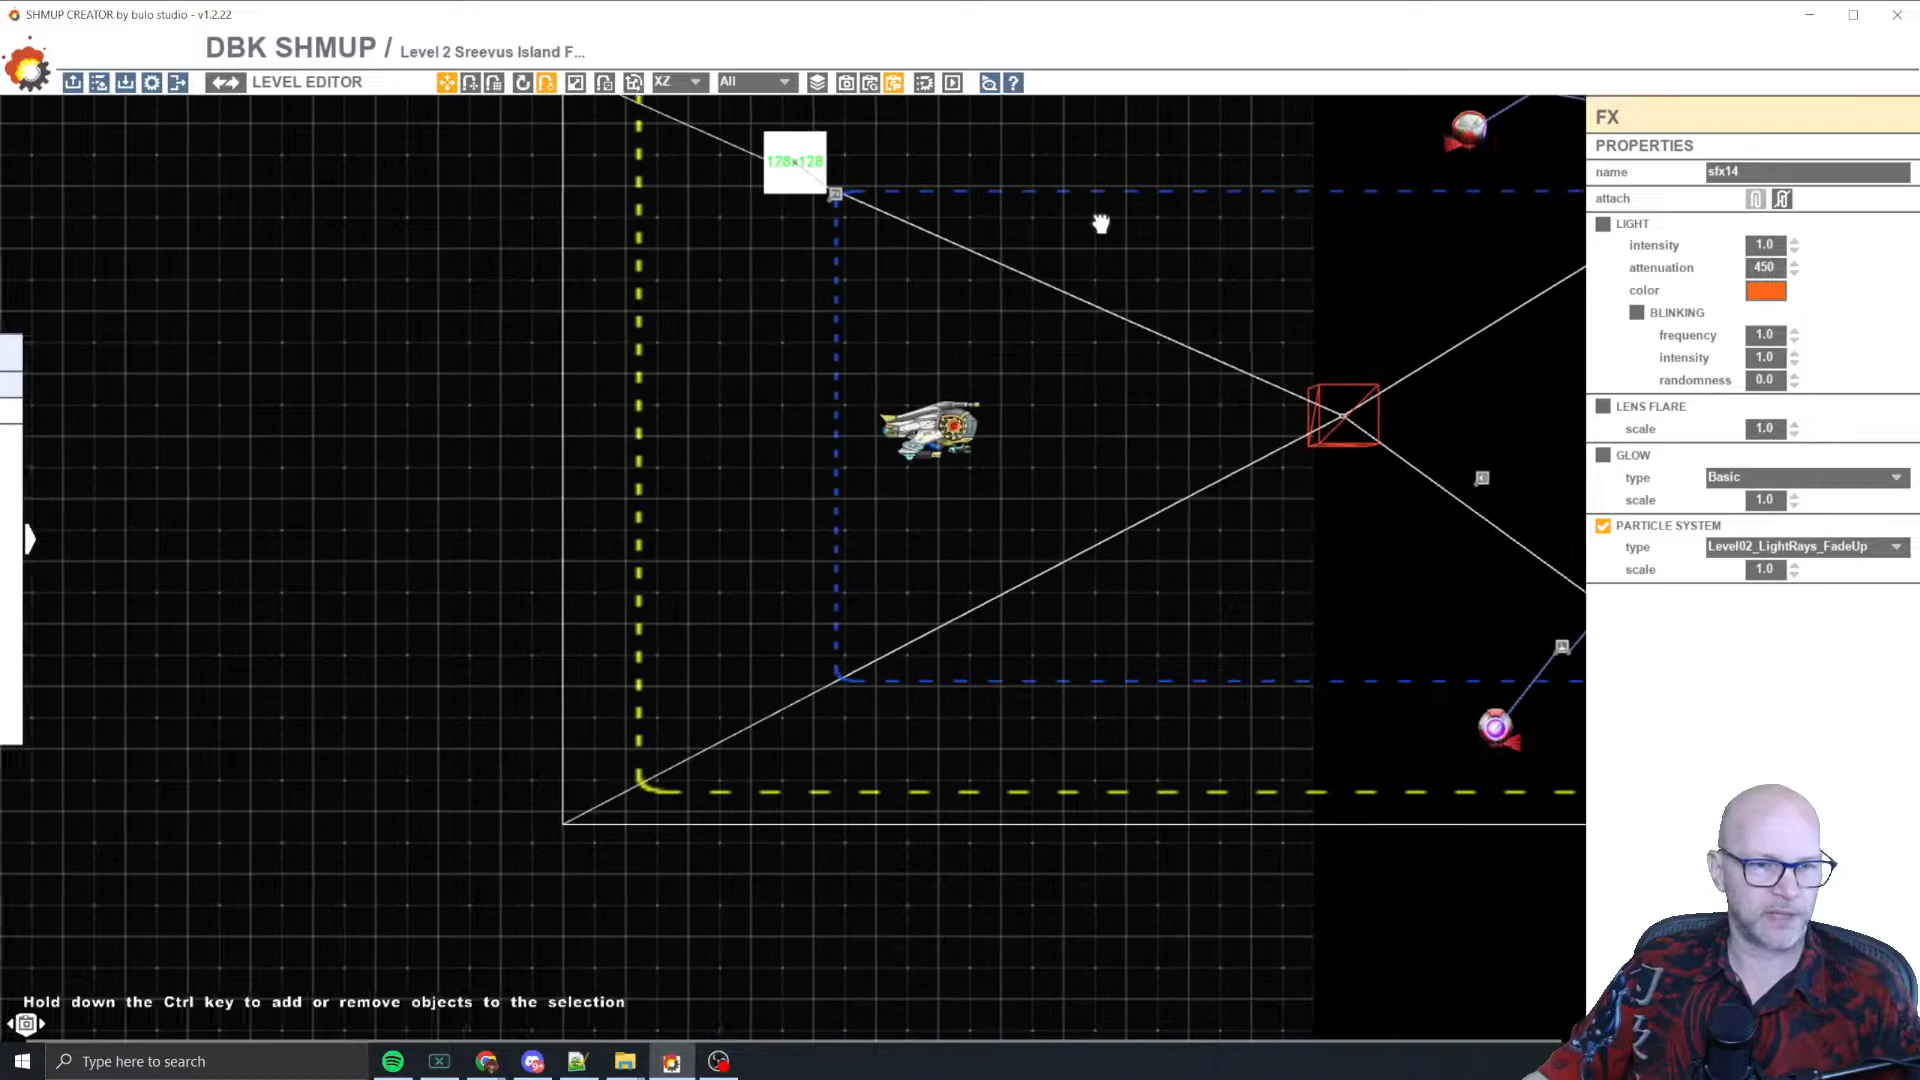 SHMUP CREATOR by bulo studio - v1.2.22
DBK SHMUP / Level 2 Sreevus Island F...
LEVEL EDITOR
XZ
All
?
FX
PROPERTIES
name sfx14
attach
LIGHT
intensity 1.0
attenuation 450
color
BLINKING
frequency 1.0
intensity 1.0
randomness 0.0
LENS FLARE
scale 1.0
GLOW
type Basic
scale 1.0
PARTICLE SYSTEM
type Level02_LightRays_FadeUp
scale 1.0
128x128
Hold down the Ctrl key to add or remove objects to the selection
Type here to search